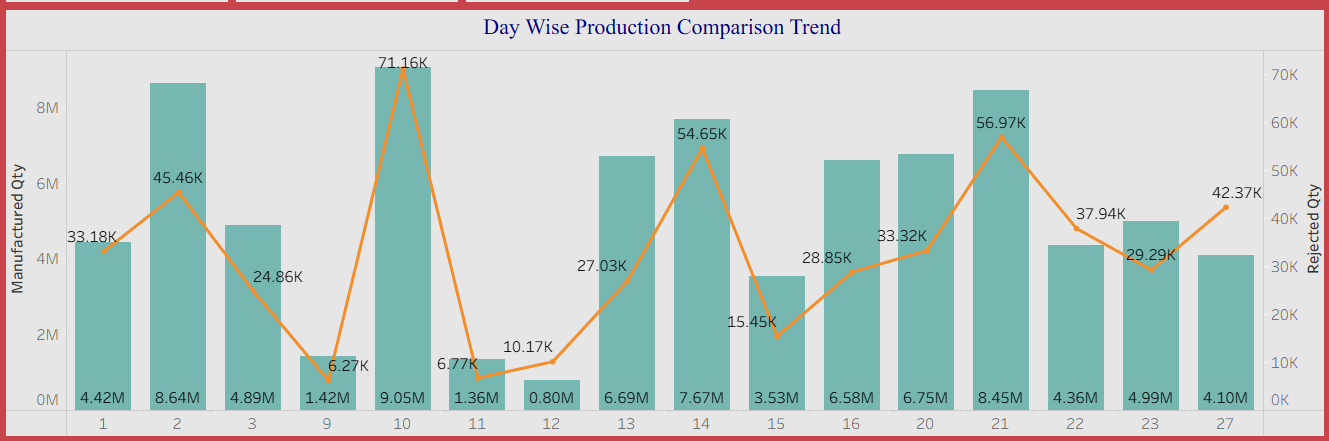 Day Wise Production Comparison Trend
Manufactured Qty
8M
6M
4M
2M
0M
33.18K
45.46K
24.86K
6.27K
71.16K
6.77K
10.17K
27.03K
54.65K
15.45K
28.85K
33.32K
56.97K
37.94K
29.29K
42.37K
4.42M 8.64M 4.89M 1.42M 9.05M 1.36M 0.80M 6.69M 7.67M 3.53M 6.58M 6.75M 8.45M 4.36M 4.99M 4.10M
1 2 3 9 10 11 12 13 14 15 16 20 21 22 23 27
70K
60K
50K
40K
30K
20K
10K
0K
Rejected Qty